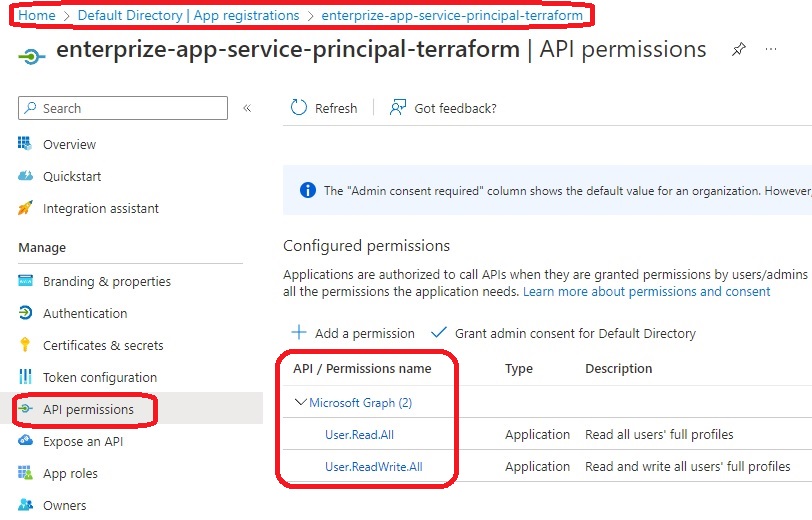 Home > Default Directory | App registrations > enterprize-app-service-principal-terraform
enterprize-app-service-principal-terraform | API permissions
Search
Refresh
Got feedback?
Overview
Quickstart
Integration assistant
Manage
Branding & properties
Authentication
Certificates & secrets
Token configuration
API permissions
Expose an API
App roles
Owners
The "Admin consent required" column shows the default value for an organization. However,
Configured permissions
Applications are authorized to call APIs when they are granted permissions by users/admins
all the permissions the application needs. Learn more about permissions and consent
Add a permission
Grant admin consent for Default Directory
API / Permissions name Type Description
Microsoft Graph (2)
User.Read.All Application Read all users' full profiles
User.ReadWrite.All Application Read and write all users' full profiles